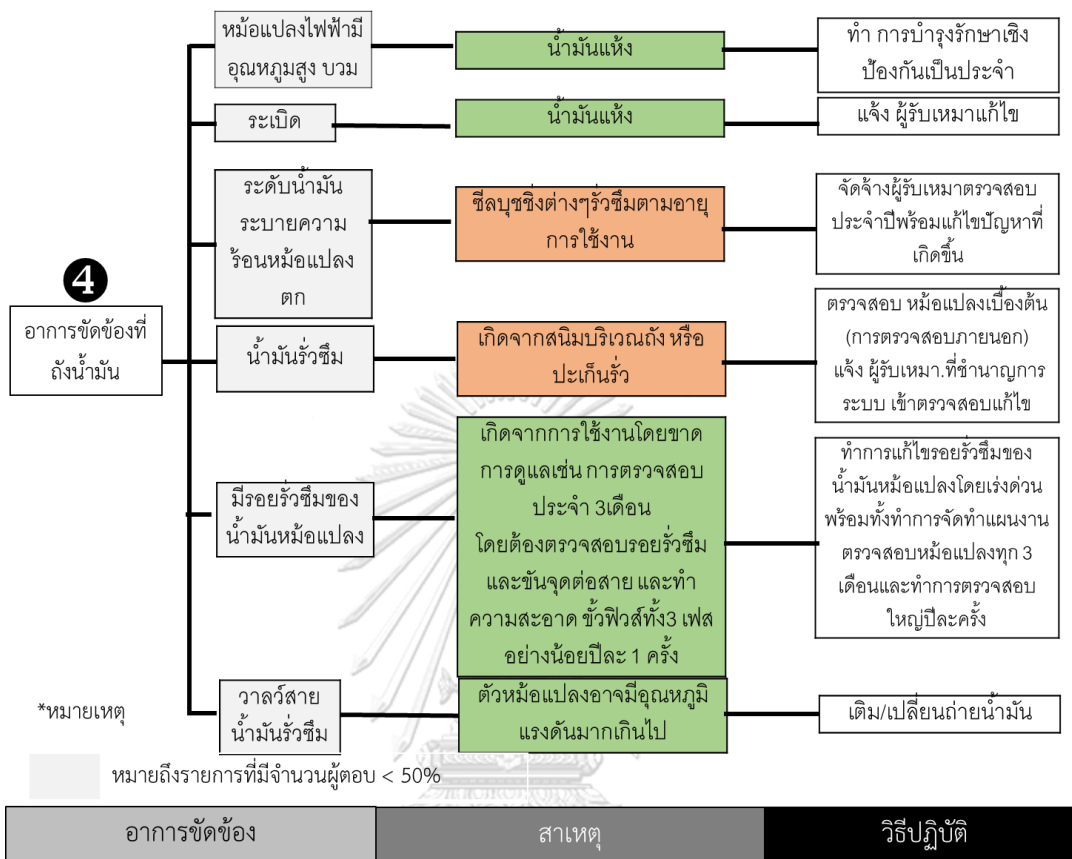 หม้อแปลงไฟฟ้ามี
อุณหภูมสูง บวม
น้ำมันแห้ง
ทำ การบำรุงรักษาเชิง
ป้องกันเป็นประจำ
ระเบิด
น้ำมันแห้ง
แจ้ง ผู้รับเหมาแก้ไข
ระดับน้ำมัน
ระบายความ
ร้อนหม้อแปลง
ตก
ซีลบุชชิ่งต่างๆรั่วซึมตามอายุ
การใช้งาน
จัดจ้างผู้รับเหมาตรวจสอบ
ประจำปีพร้อมแก้ไขปัญหาที่
เกิดขึ้น
4
อาการขัดข้องที่
ถังน้ำมัน
น้ำมันรั่วซึม
เกิดจากสนิมบริเวณถัง หรือ
ปะเก็นรั่ว
ตรวจสอบ หม้อแปลงเบื้องต้น
(การตรวจสอบภายนอก)
แจ้ง ผู้รับเหมา.ที่ชำนาญการ
ระบบ เข้าตรวจสอบแก้ไข
มีรอยรั่วซึมของ
น้ำมันหม้อแปลง
เกิดจากการใช้งานโดยขาด
การดูแลเช่น การตรวจสอบ
ประจำ 3เดือน
โดยต้องตรวจสอบรอยรั่วซึม
และขันจุดต่อสาย และทำ
ความสะอาด ขั้วฟิวส์ทั้ง3 เฟส
อย่างน้อยปีละ 1 ครั้ง
ทำการแก้ไขรอยรั่วซึมของ
น้ำมันหม้อแปลงโดยเร่งด่วน
พร้อมทั้งทำการจัดทำแผนงาน
ตรวจสอบหม้อแปลงทุก 3
เดือนและทำการตรวจสอบ
ใหญ่ปีละครั้ง
วาลว์สาย
น้ำมันรั่วซึม
ตัวหม้อแปลงอาจมีอุณหภูมิ
แรงดันมากเกินไป
เติม/เปลี่ยนถ่ายน้ำมัน
*หมายเหตุ
หมายถึงรายการที่มีจำนวนผู้ตอบ < 50%
อาการขัดข้อง
สาเหตุ
วิธีปฏิบัติ